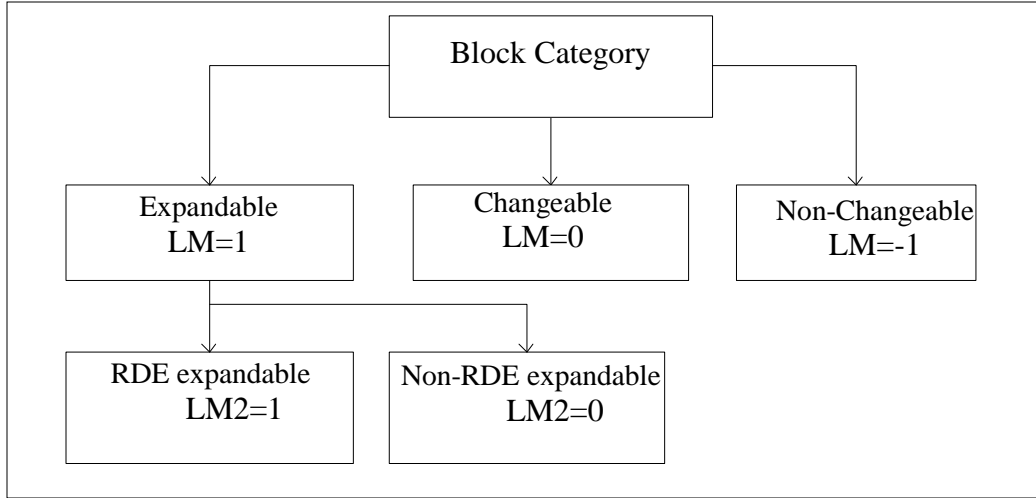 Block Category
Expandable
LM=1
Changeable
LM=0
Non-Changeable
LM=-1
RDE expandable
LM2=1
Non-RDE expandable
LM2=0